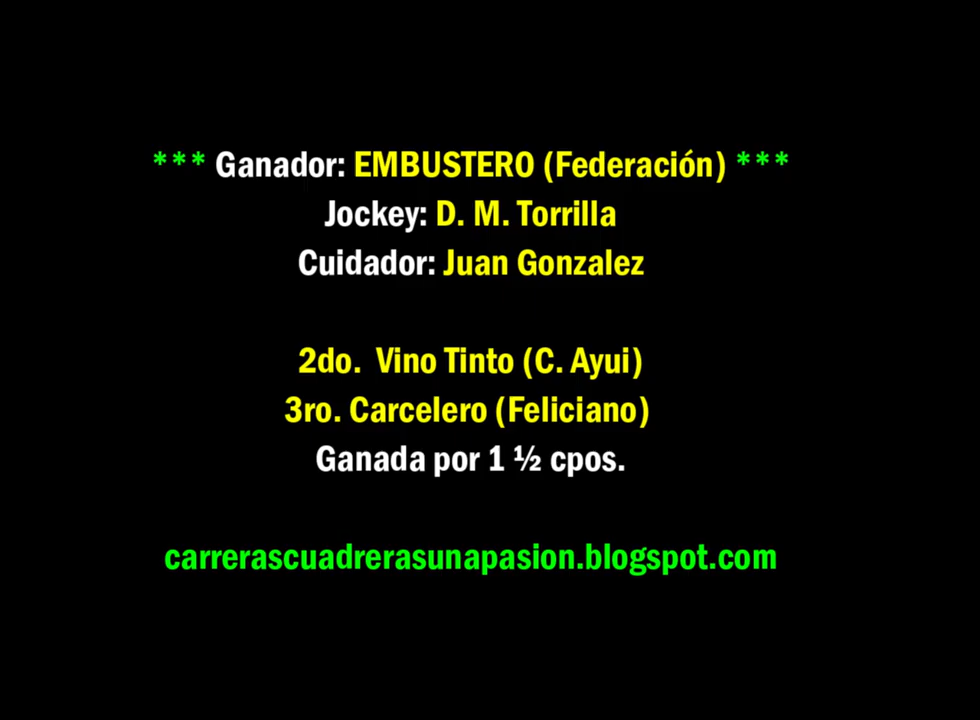 *** Ganador: EMBUSTERO (Federación) ***
Jockey: D. M. Torrilla
Cuidador: Juan Gonzalez
2do.  Vino Tinto (C. Ayui)
3ro. Carcelero (Feliciano)
Ganada por 1 ½ cpos.
carrerascuadrerasunapasion.blogspot.com